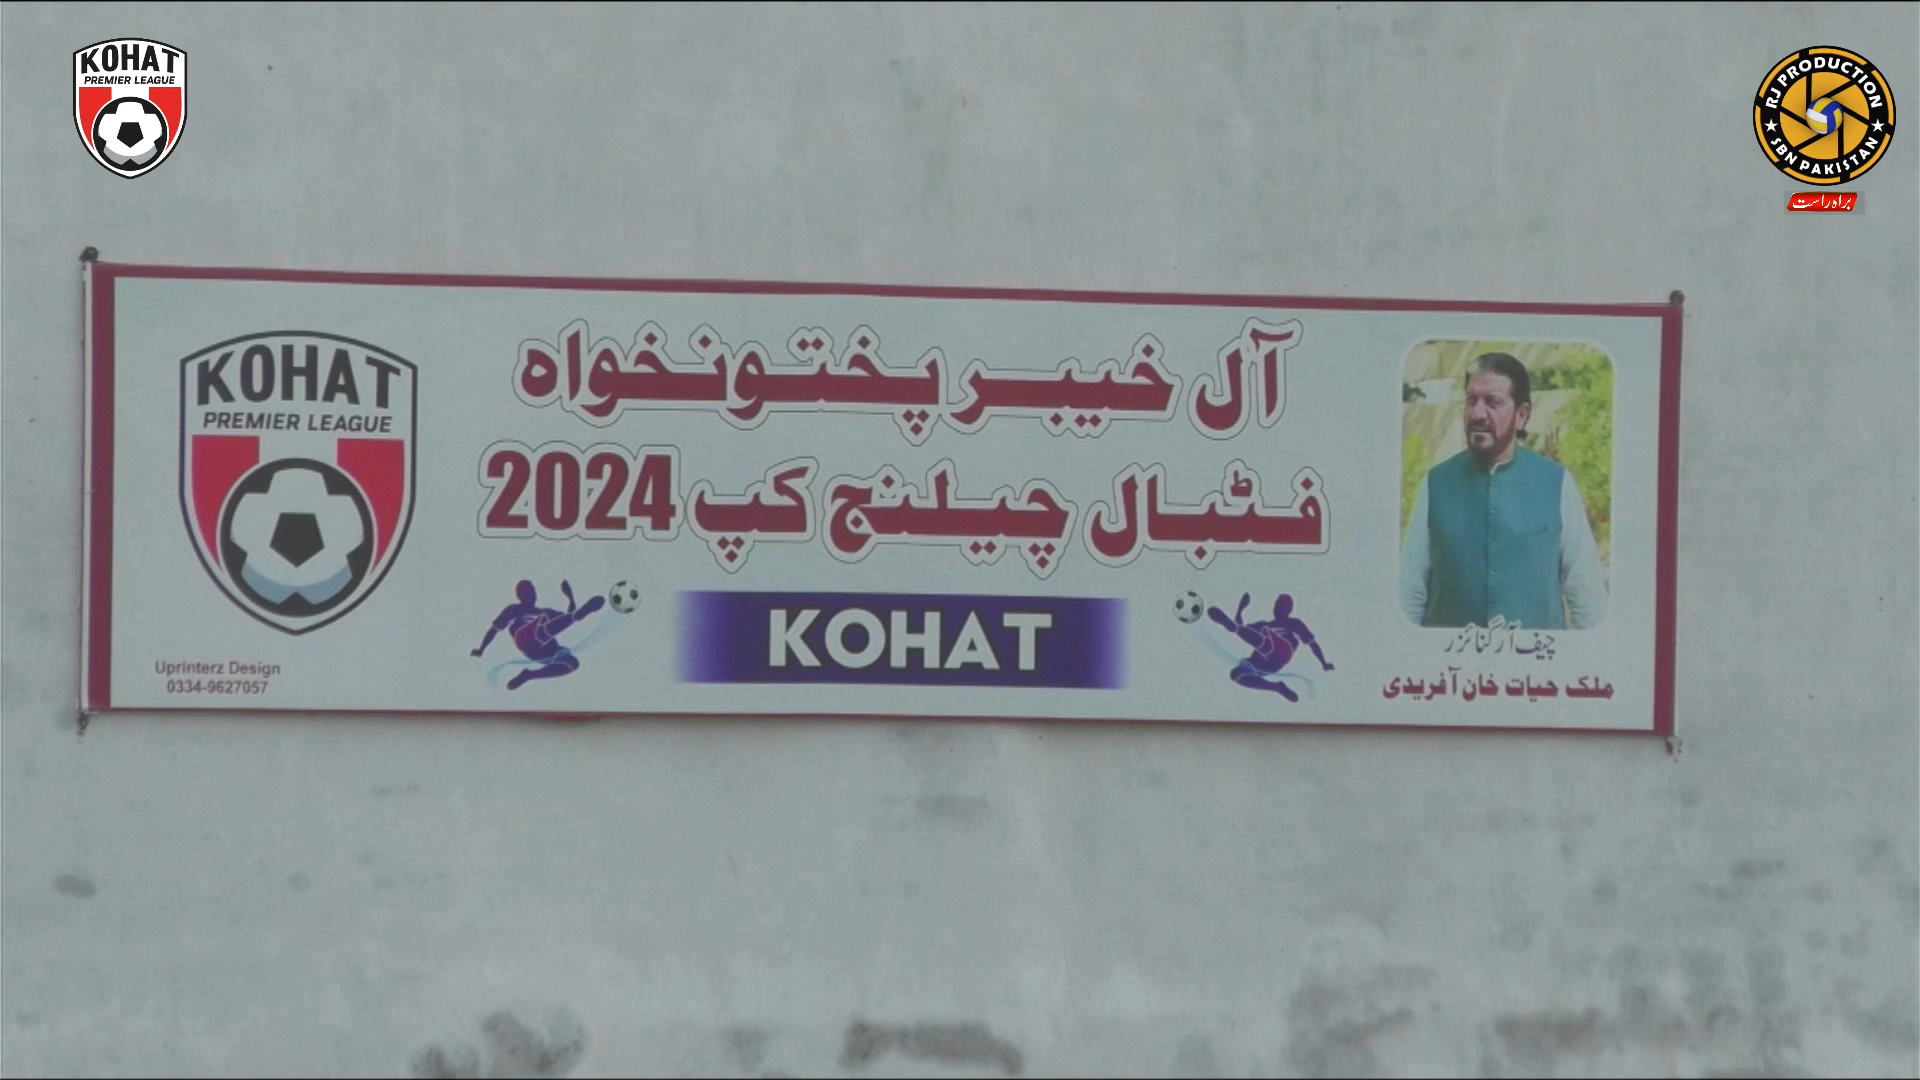 KOHAT
PREMIER LEAGUE
RJ PRODUCTION
SBN PAKISTAN
براہ راست
آل خیبر پختونخواہ
فٹبال چیلنج کپ 2024
KOHAT
KOHAT
PREMIER LEAGUE
Uprinterz Design
0334-9627057
چیف آرگنائزر
ملک حیات خان آفریدی